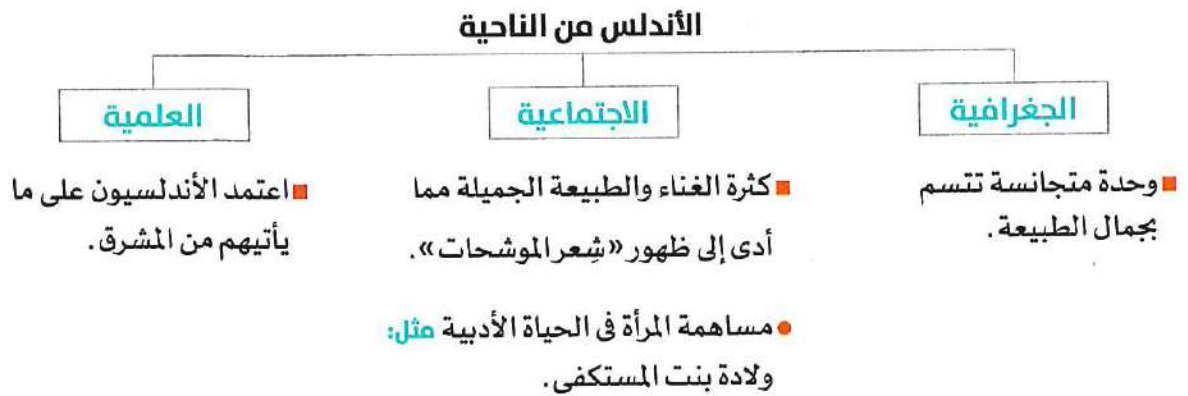 الأندلس من الناحية
الجغرافية
الاجتماعية
العلمية
وحدة متجانسة تتسم
بجمال الطبيعة.
كثرة الغناء والطبيعة الجميلة مما
أدى إلى ظهور «شِعر الموشحات».
مساهمة المرأة فى الحياة الأدبية مثل:
ولادة بنت المستكفى.
اعتمد الأندلسيون على ما
يأتيهم من المشرق.